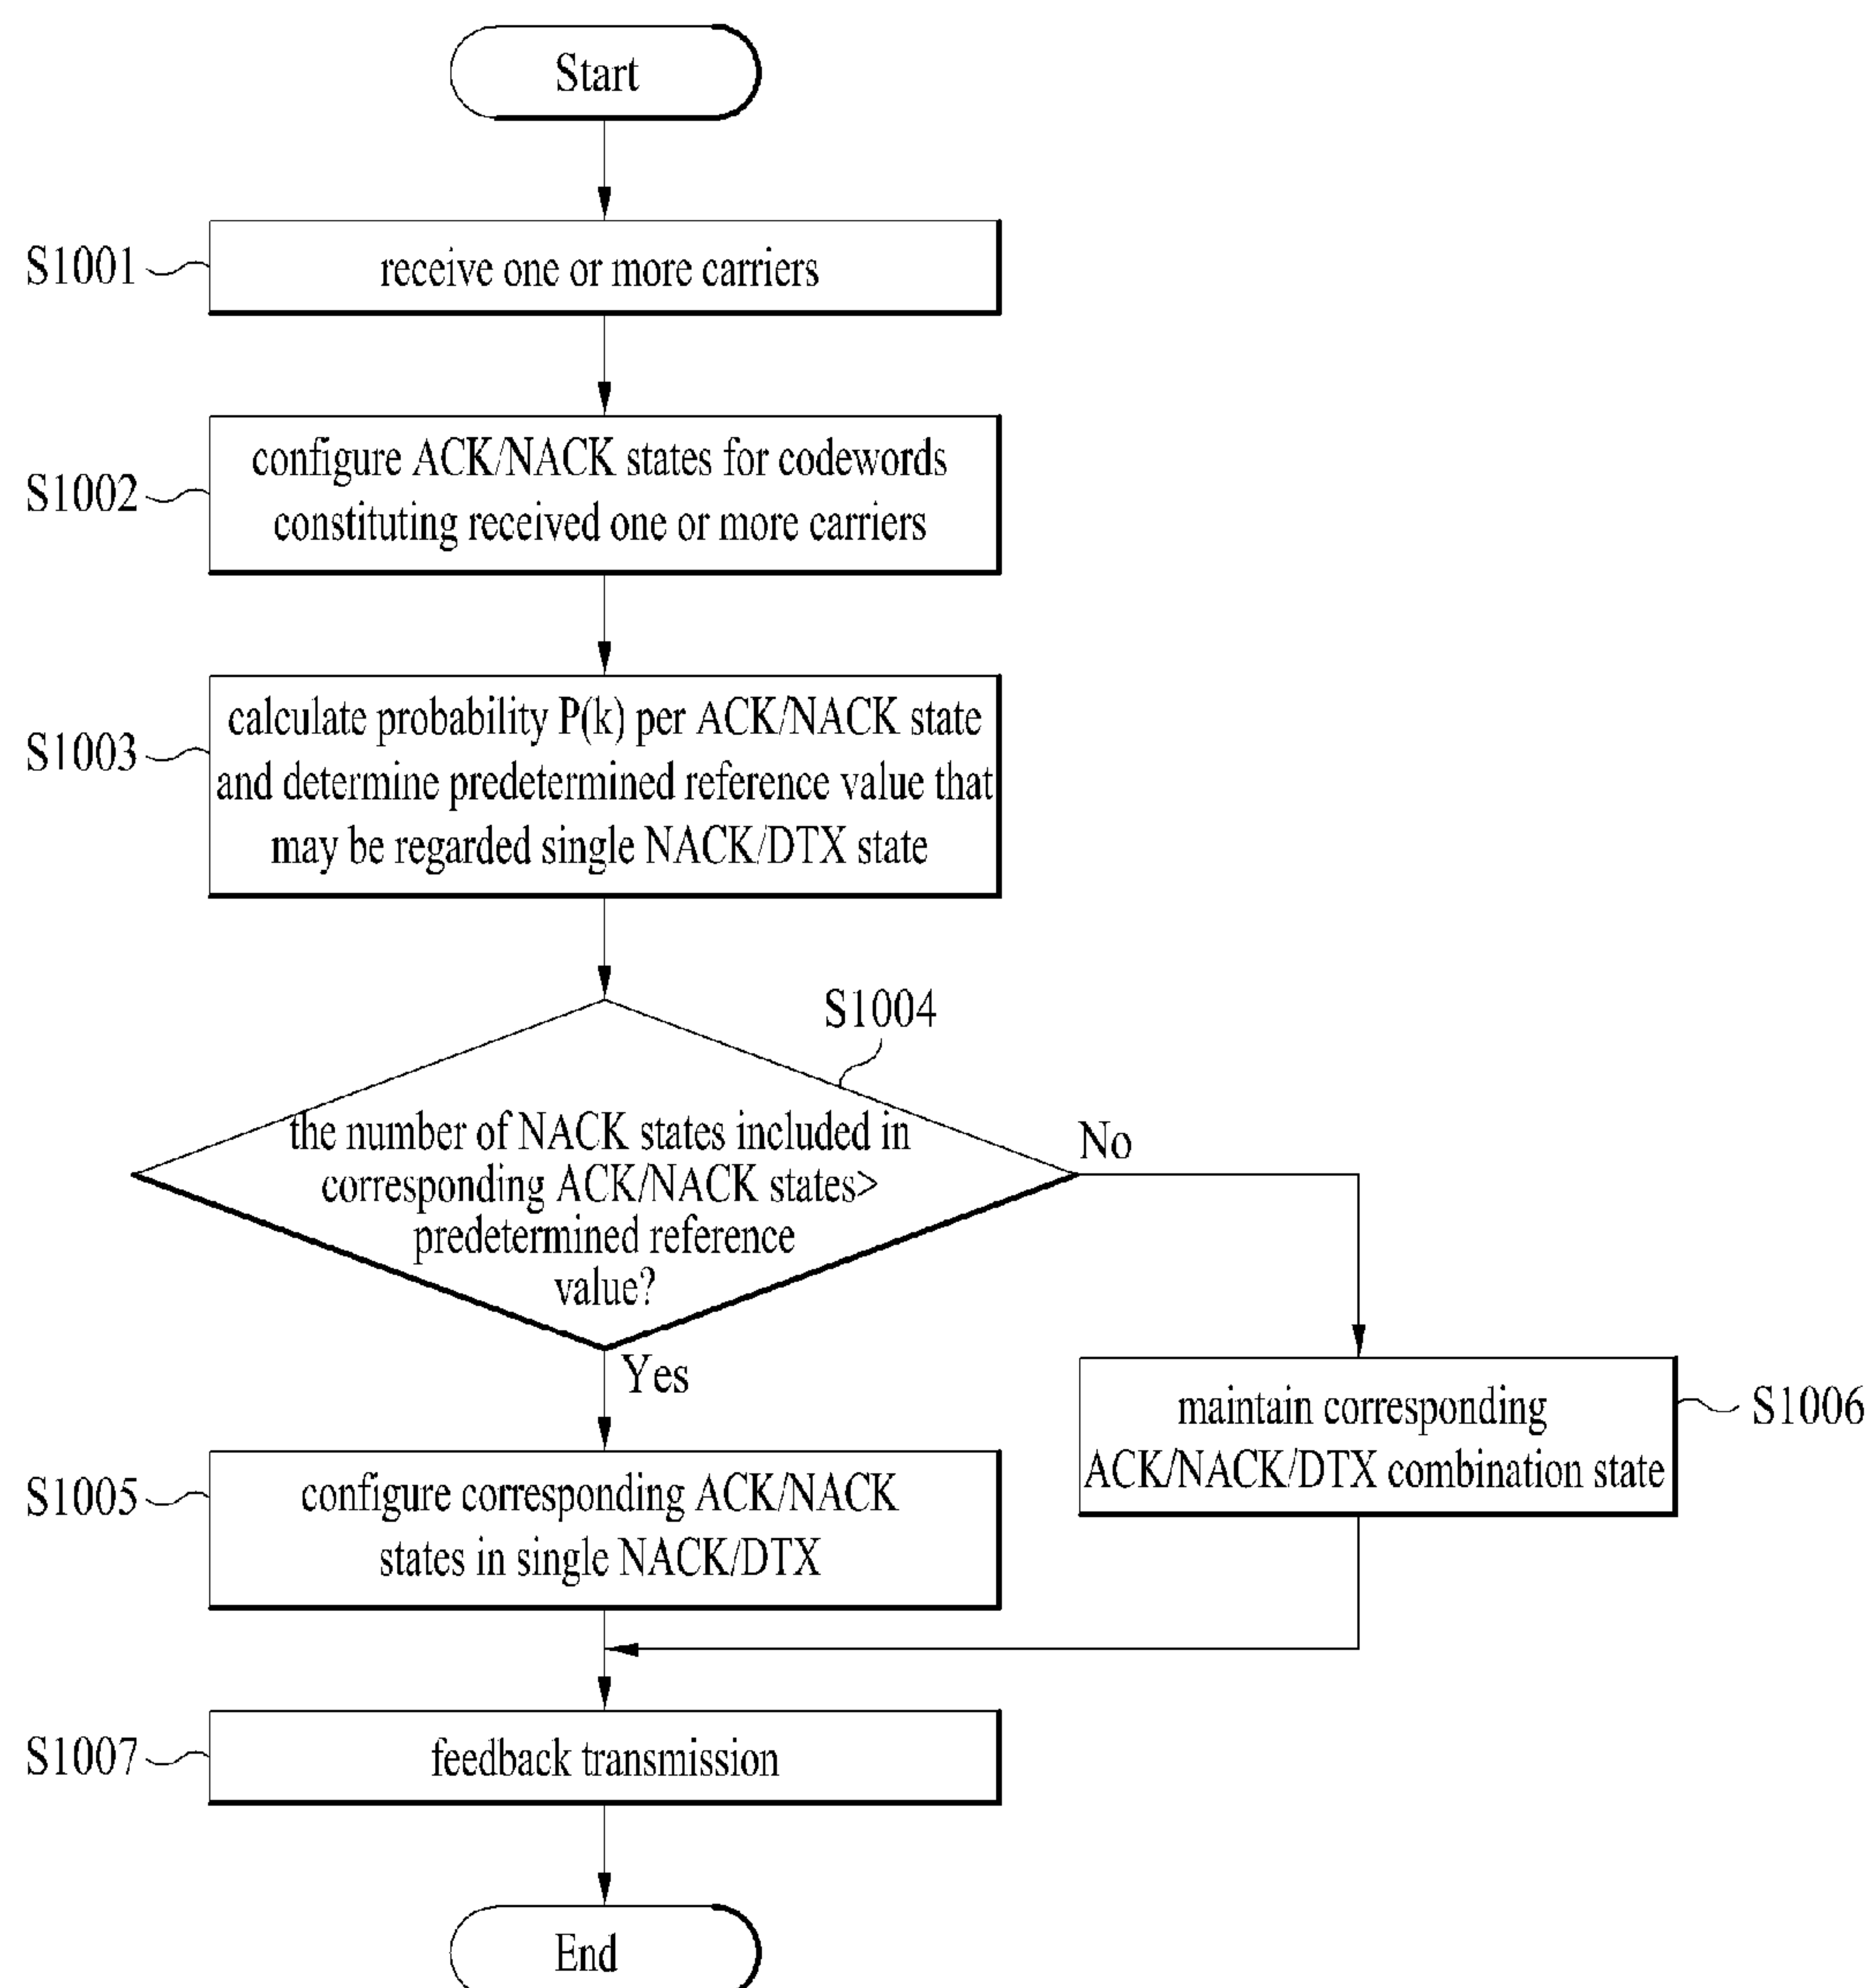 Start
S1001
receive one or more carriers
S1002
configure ACK/NACK states for codewords
constituting received one or more carriers
S1003
calculate probability P(k) per ACK/NACK state
and determine predetermined reference value that
may be regarded single NACK/DTX state
S1004
the number of NACK states included in
corresponding ACK/NACK states>
predetermined reference
value?
No
Yes
S1005
configure corresponding ACK/NACK
states in single NACK/DTX
maintain corresponding
ACK/NACK/DTX combination state
S1006
S1007
feedback transmission
End